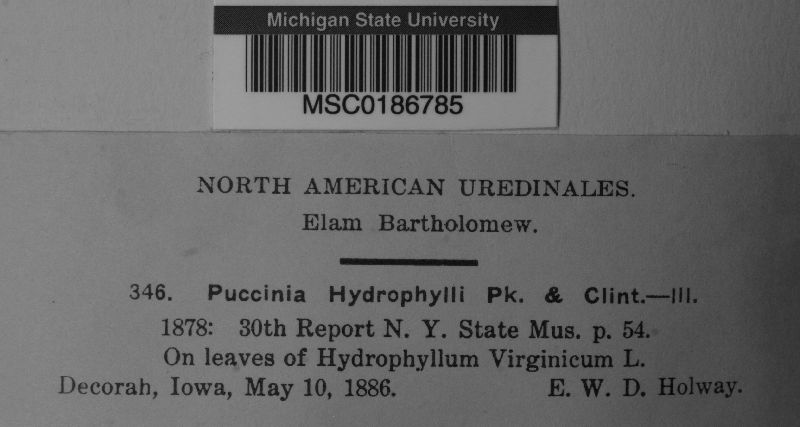 Michigan State University
MSC0186785
NORTH AMERICAN UREDINALES.
Elam Bartholomew.
346. Puccinia Hydrophylli Pk. & Clint.—III.
1878: 30th Report N. Y. State Mus. p. 54.
On leaves of Hydrophyllum Virginicum L.
Decorah, Iowa, May 10, 1886. E. W. D. Holway.